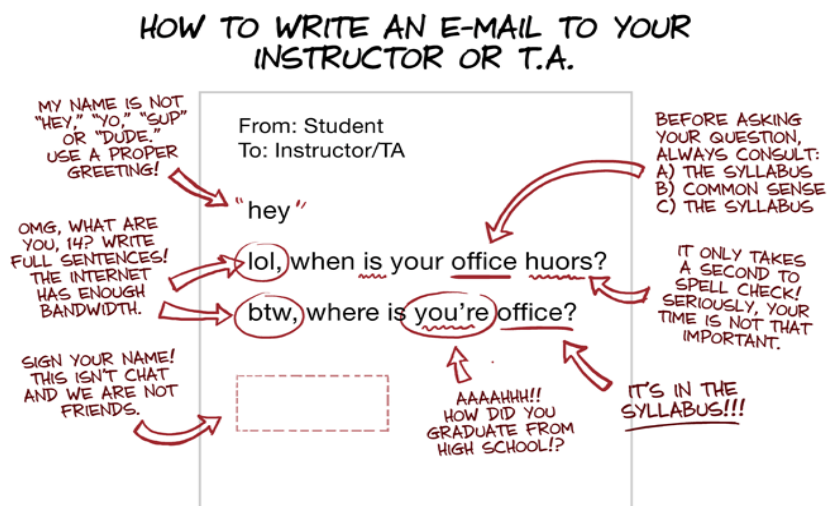 HOW TO WRITE AN E-MAIL TO YOUR
INSTRUCTOR OR T.A.
MY NAME IS NOT
"HEY," "YO," "SUP"
OR "DUDE."
USE A PROPER
GREETING!
From: Student
To: Instructor/TA
BEFORE ASKING
YOUR QUESTION,
ALWAYS CONSULT:
A) THE SYLLABUS
B) COMMON SENSE
C) THE SYLLABUS
"hey"
OMG, WHAT ARE
YOU, 14? WRITE
FULL SENTENCES!
THE INTERNET
HAS ENOUGH
BANDWIDTH.
lol, when is your office huors?
IT ONLY TAKES
A SECOND TO
SPELL CHECK!
SERIOUSLY, YOUR
TIME IS NOT THAT
IMPORTANT.
btw, where is you're office?
SIGN YOUR NAME!
THIS ISN'T CHAT
AND WE ARE NOT
FRIENDS.
AAAAHHH!!
HOW DID YOU
GRADUATE FROM
HIGH SCHOOL!?
IT'S IN THE
SYLLABUS!!!